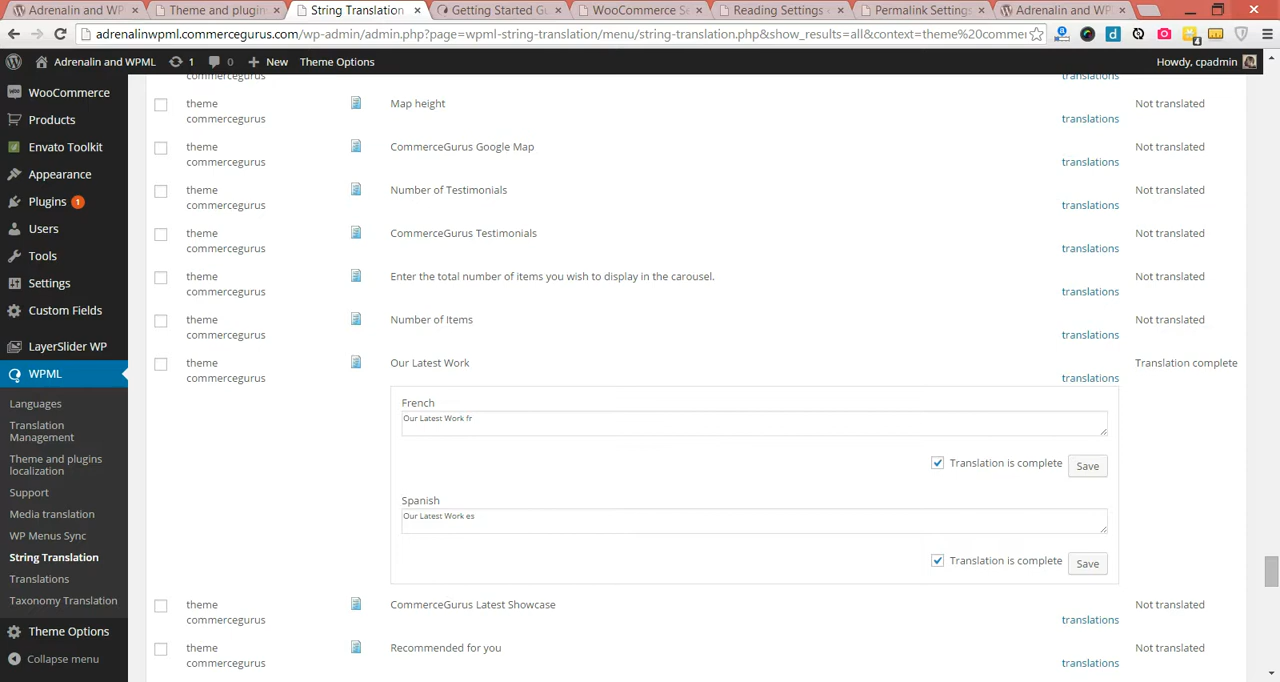 Adrenalin and WP
Theme and plugin
String Translation
Getting Started G
WooCommerce Se
Reading Settings
Permalink Setting
Adrenalin and WP
adrenalinwpml.commercegurus.com/wp-admin/admin.php?page=wpml-string-translation/menu/string-translation.php&show_results=all&context=theme%20comme
Adrenalin and WPML
1
0
New
Theme Options
Howdy, cpadmin
WooCommerce
Products
Envato Toolkit
Appearance
Plugins 1
Users
Tools
Settings
Custom Fields
LayerSlider WP
WPML
Languages
Translation
Management
Theme and plugins
localization
Support
Media translation
WP Menus Sync
String Translation
Translations
Taxonomy Translation
Theme Options
Collapse menu
commercegurus
translations
theme
commercegurus
Map height
translations
Not translated
theme
commercegurus
CommerceGurus Google Map
translations
Not translated
theme
commercegurus
Number of Testimonials
translations
Not translated
theme
commercegurus
CommerceGurus Testimonials
translations
Not translated
theme
commercegurus
Enter the total number of items you wish to display in the carousel.
translations
Not translated
theme
commercegurus
Number of Items
translations
Not translated
theme
commercegurus
Our Latest Work
translations
Translation complete
French
Our Latest Work fr
Translation is complete
Save
Spanish
Our Latest Work es
Translation is complete
Save
theme
commercegurus
CommerceGurus Latest Showcase
translations
Not translated
theme
commercegurus
Recommended for you
translations
Not translated